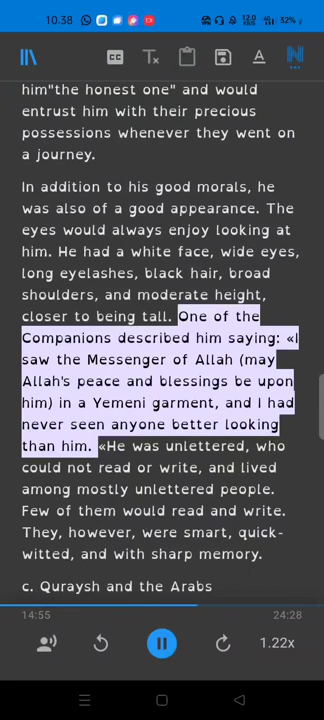 10.38
12.0
KB/s
4G
32%
CC
T
A
N
him"the honest one" and would
entrust him with their precious
possessions whenever they went on
a journey.
In addition to his good morals, he
was also of a good appearance. The
eyes would always enjoy looking at
him. He had a white face, wide eyes,
long eyelashes, black hair, broad
shoulders, and moderate height,
closer to being tall. One of the
Companions described him saying: «I
saw the Messenger of Allah (may
Allah's peace and blessings be upon
him) in a Yemeni garment, and I had
never seen anyone better looking
than him. «He was unlettered, who
could not read or write, and lived
among mostly unlettered people.
Few of them would read and write.
They, however, were smart, quick-
witted, and with sharp memory.
c. Quraysh and the Arabs
14:55
24:28
1.22x